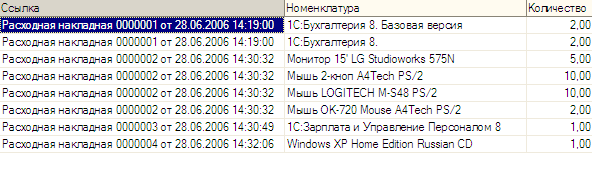 Ссылка Номенклатура Количество
Расходная накладная 0000001 от 28.06.2006 14:19:00 1С:Бухгалтерия 8. Базовая версия 2,00
Расходная накладная 0000001 от 28.06.2006 14:19:00 1С:Бухгалтерия 8. 2,00
Расходная накладная 0000002 от 28.06.2006 14:30:32 Монитор 15' LG Studioworks 575N 5,00
Расходная накладная 0000002 от 28.06.2006 14:30:32 Мышь 2-кноп A4Tech PS/2 10,00
Расходная накладная 0000002 от 28.06.2006 14:30:32 Мышь LOGITECH M-S48 PS/2 10,00
Расходная накладная 0000002 от 28.06.2006 14:30:32 Мышь OK-720 Mouse A4Tech PS/2 2,00
Расходная накладная 0000003 от 28.06.2006 14:30:49 1С:Зарплата и Управление Персоналом 8 1,00
Расходная накладная 0000004 от 28.06.2006 14:32:06 Windows XP Home Edition Russian CD 1,00